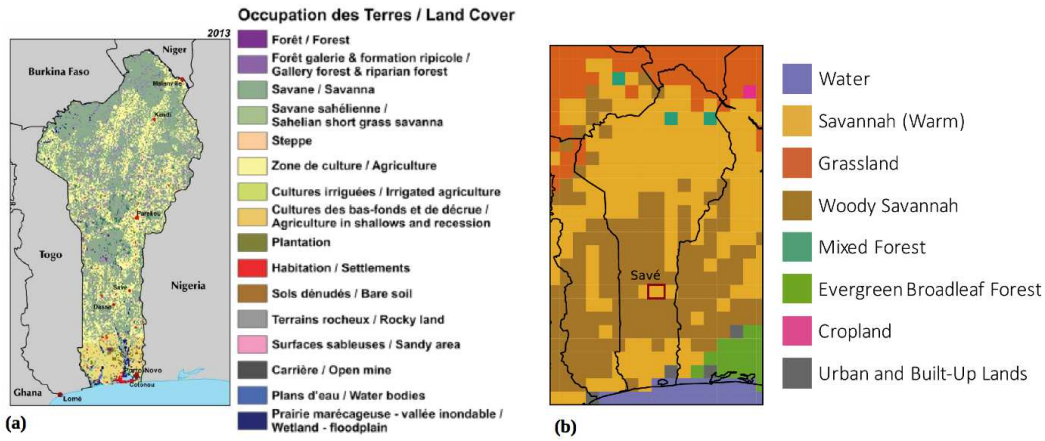 Occupation des Terres / Land Cover
2013
Niger
Burkina Faso
Malanville
Kandi
Parakou
Togo
Nigeria
Savè
Dassa
Porto-Novo
Cotonou
Ghana
Lomé
(a)
Forêt / Forest
Forêt galerie & formation ripicole /
Gallery forest & riparian forest
Savane / Savanna
Savane sahélienne /
Sahelian short grass savanna
Steppe
Zone de culture / Agriculture
Cultures irriguées / Irrigated agriculture
Cultures des bas-fonds et de décrue /
Agriculture in shallows and recession
Plantation
Habitation / Settlements
Sols dénudés / Bare soil
Terrains rocheux / Rocky land
Surfaces sableuses / Sandy area
Carrière / Open mine
Plans d'eau / Water bodies
Prairie marécageuse - vallée inondable /
Wetland - floodplain
Savé
(b)
Water
Savannah (Warm)
Grassland
Woody Savannah
Mixed Forest
Evergreen Broadleaf Forest
Cropland
Urban and Built-Up Lands